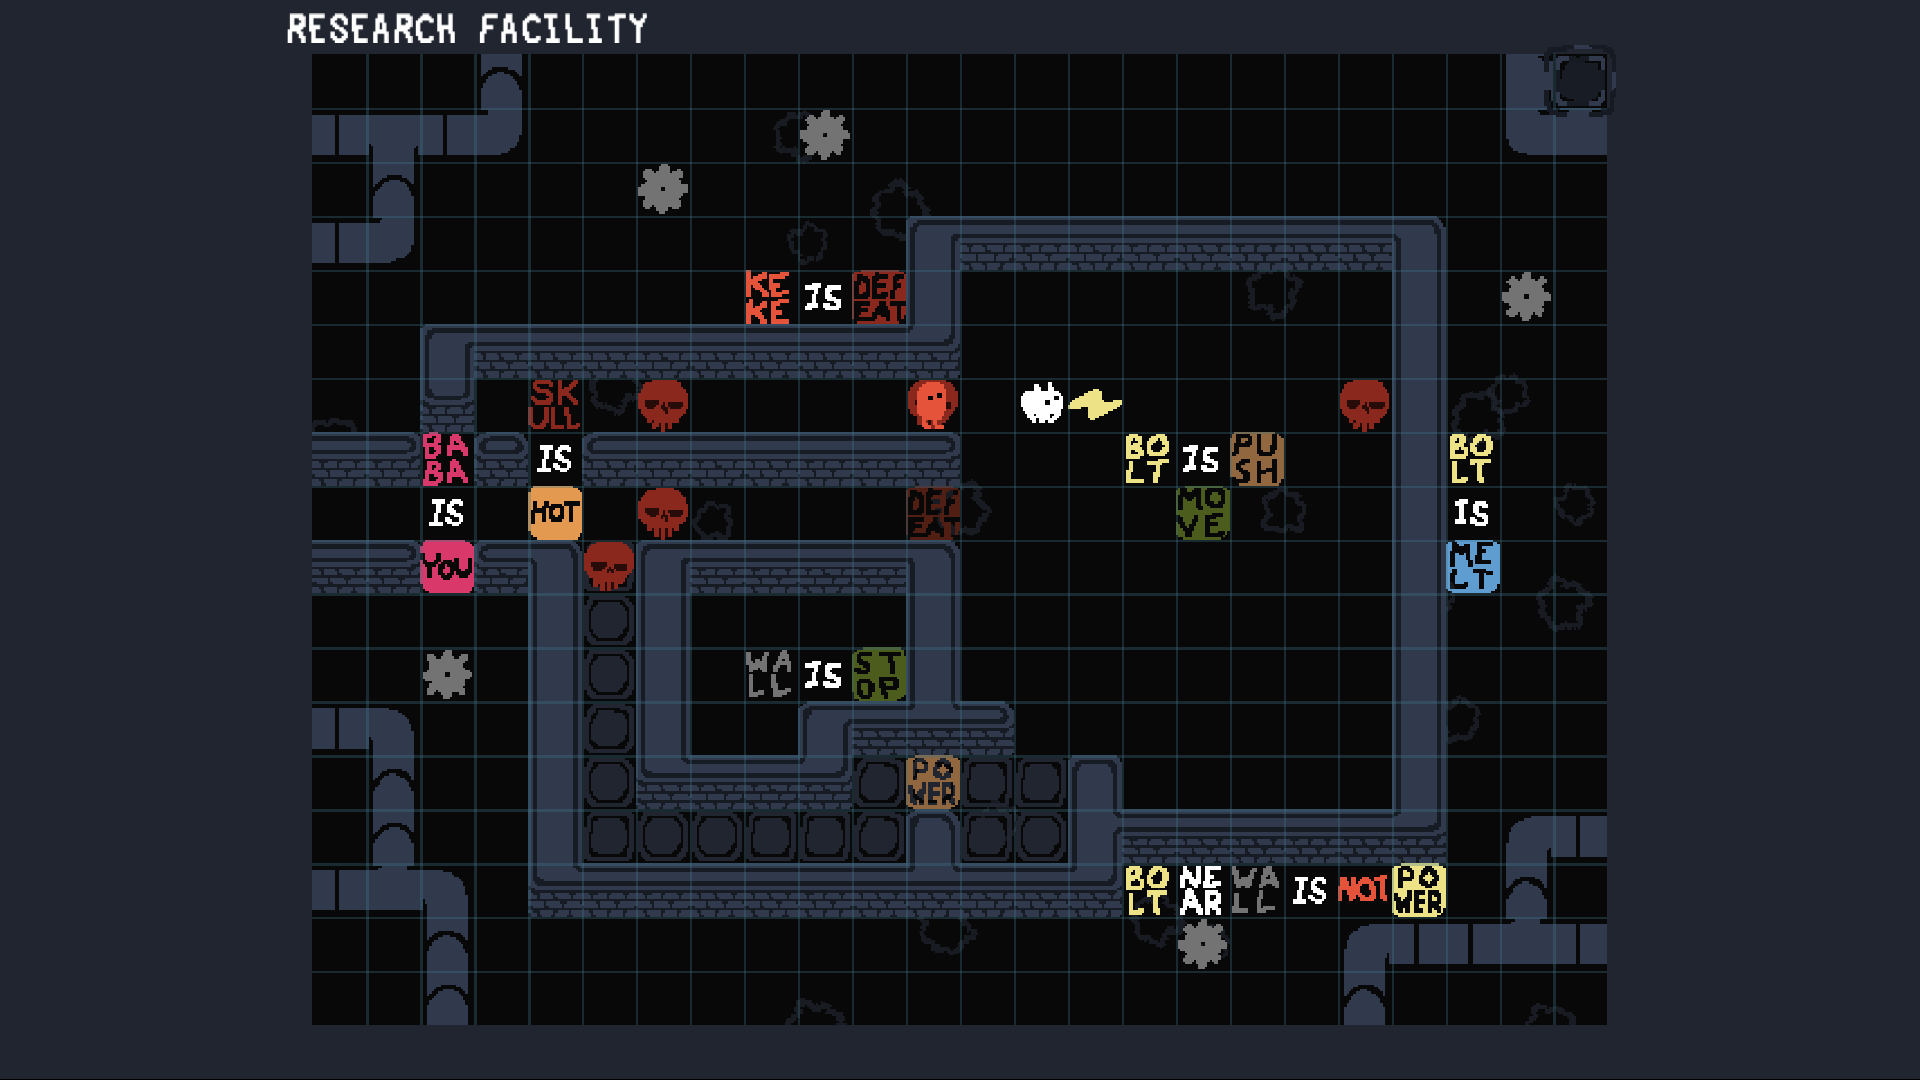 RESEARCH FACILITY
KEKE IS DEFEAT
SKULL
BABA IS BOLT IS PUSH BOLT
IS HOT DEFEAT MOVE IS
YOU MELT
WALL IS STOP
POWER
BOLT NEAR WALL IS NOT POWER